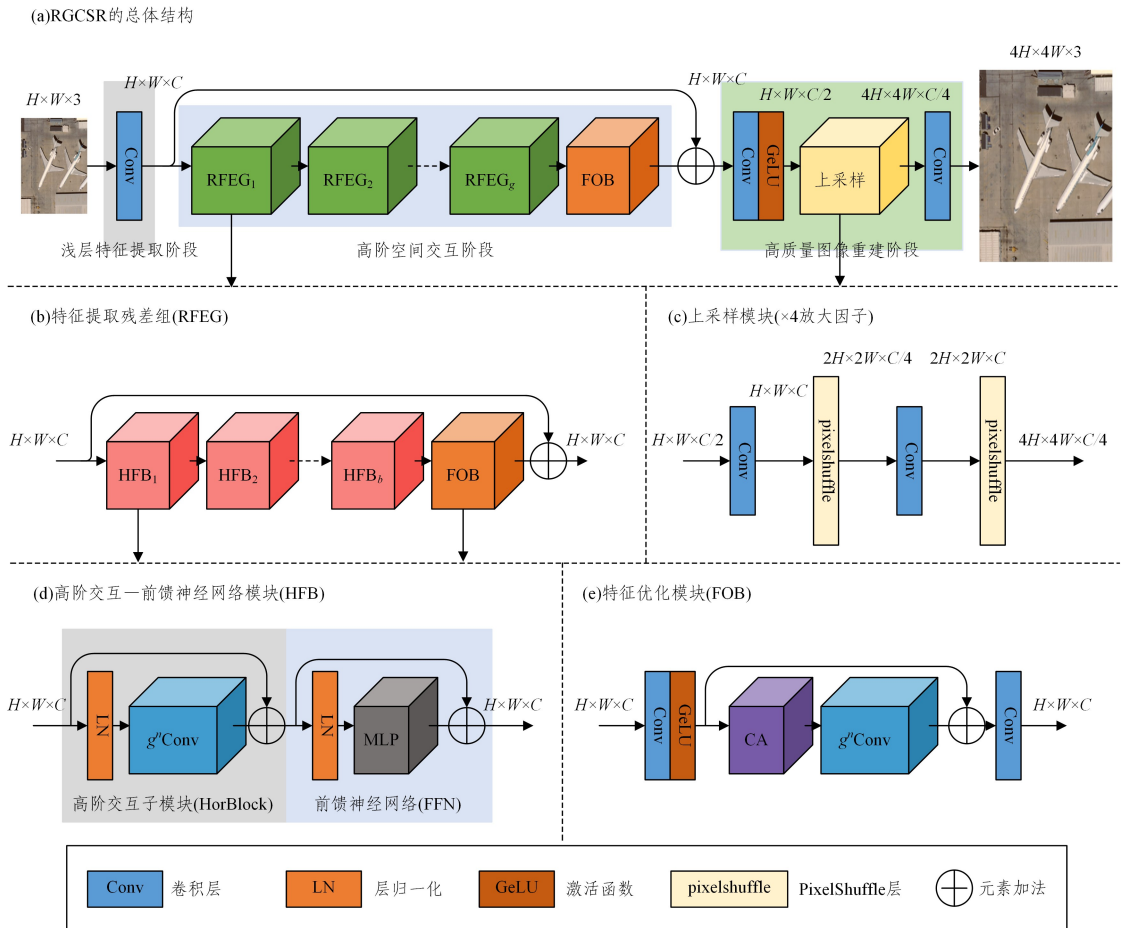 (a)RGCSR的总体结构
4H×4W×3
H×W×C
H×W×C
H×W×3
H×W×C/2
4H×4W×C/4
Conv
RFEG1
RFEG2
RFEGg
FOB
Conv
GeLU
上采样
Conv
浅层特征提取阶段
高阶空间交互阶段
高质量图像重建阶段
(b)特征提取残差组(RFEG)
H×W×C
HFB1
HFB2
HFBb
FOB
H×W×C
(c)上采样模块(×4放大因子)
2H×2W×C/4
2H×2W×C
H×W×C
H×W×C/2
Conv
pixelshuffle
Conv
pixelshuffle
4H×4W×C/4
(d)高阶交互—前馈神经网络模块(HFB)
H×W×C
LN
gnConv
LN
MLP
H×W×C
高阶交互子模块(HorBlock)
前馈神经网络(FFN)
(e)特征优化模块(FOB)
H×W×C
Conv
GeLU
CA
gnConv
Conv
H×W×C
Conv
卷积层
LN
层归一化
GeLU
激活函数
pixelshuffle
PixelShuffle层
元素加法